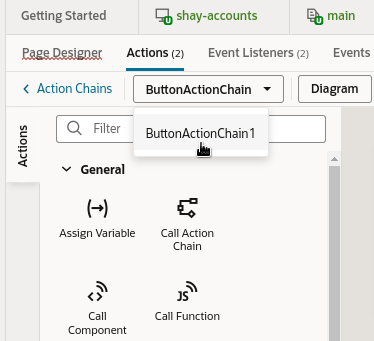 Getting Started
shay-accounts
main
Page Designer
Actions (2)
Event Listeners (2)
Events
Action Chains
ButtonActionChain
Diagram
Actions
Filter
ButtonActionChain1
General
Assign Variable
Call Action
Chain
Call
Component
Call Function